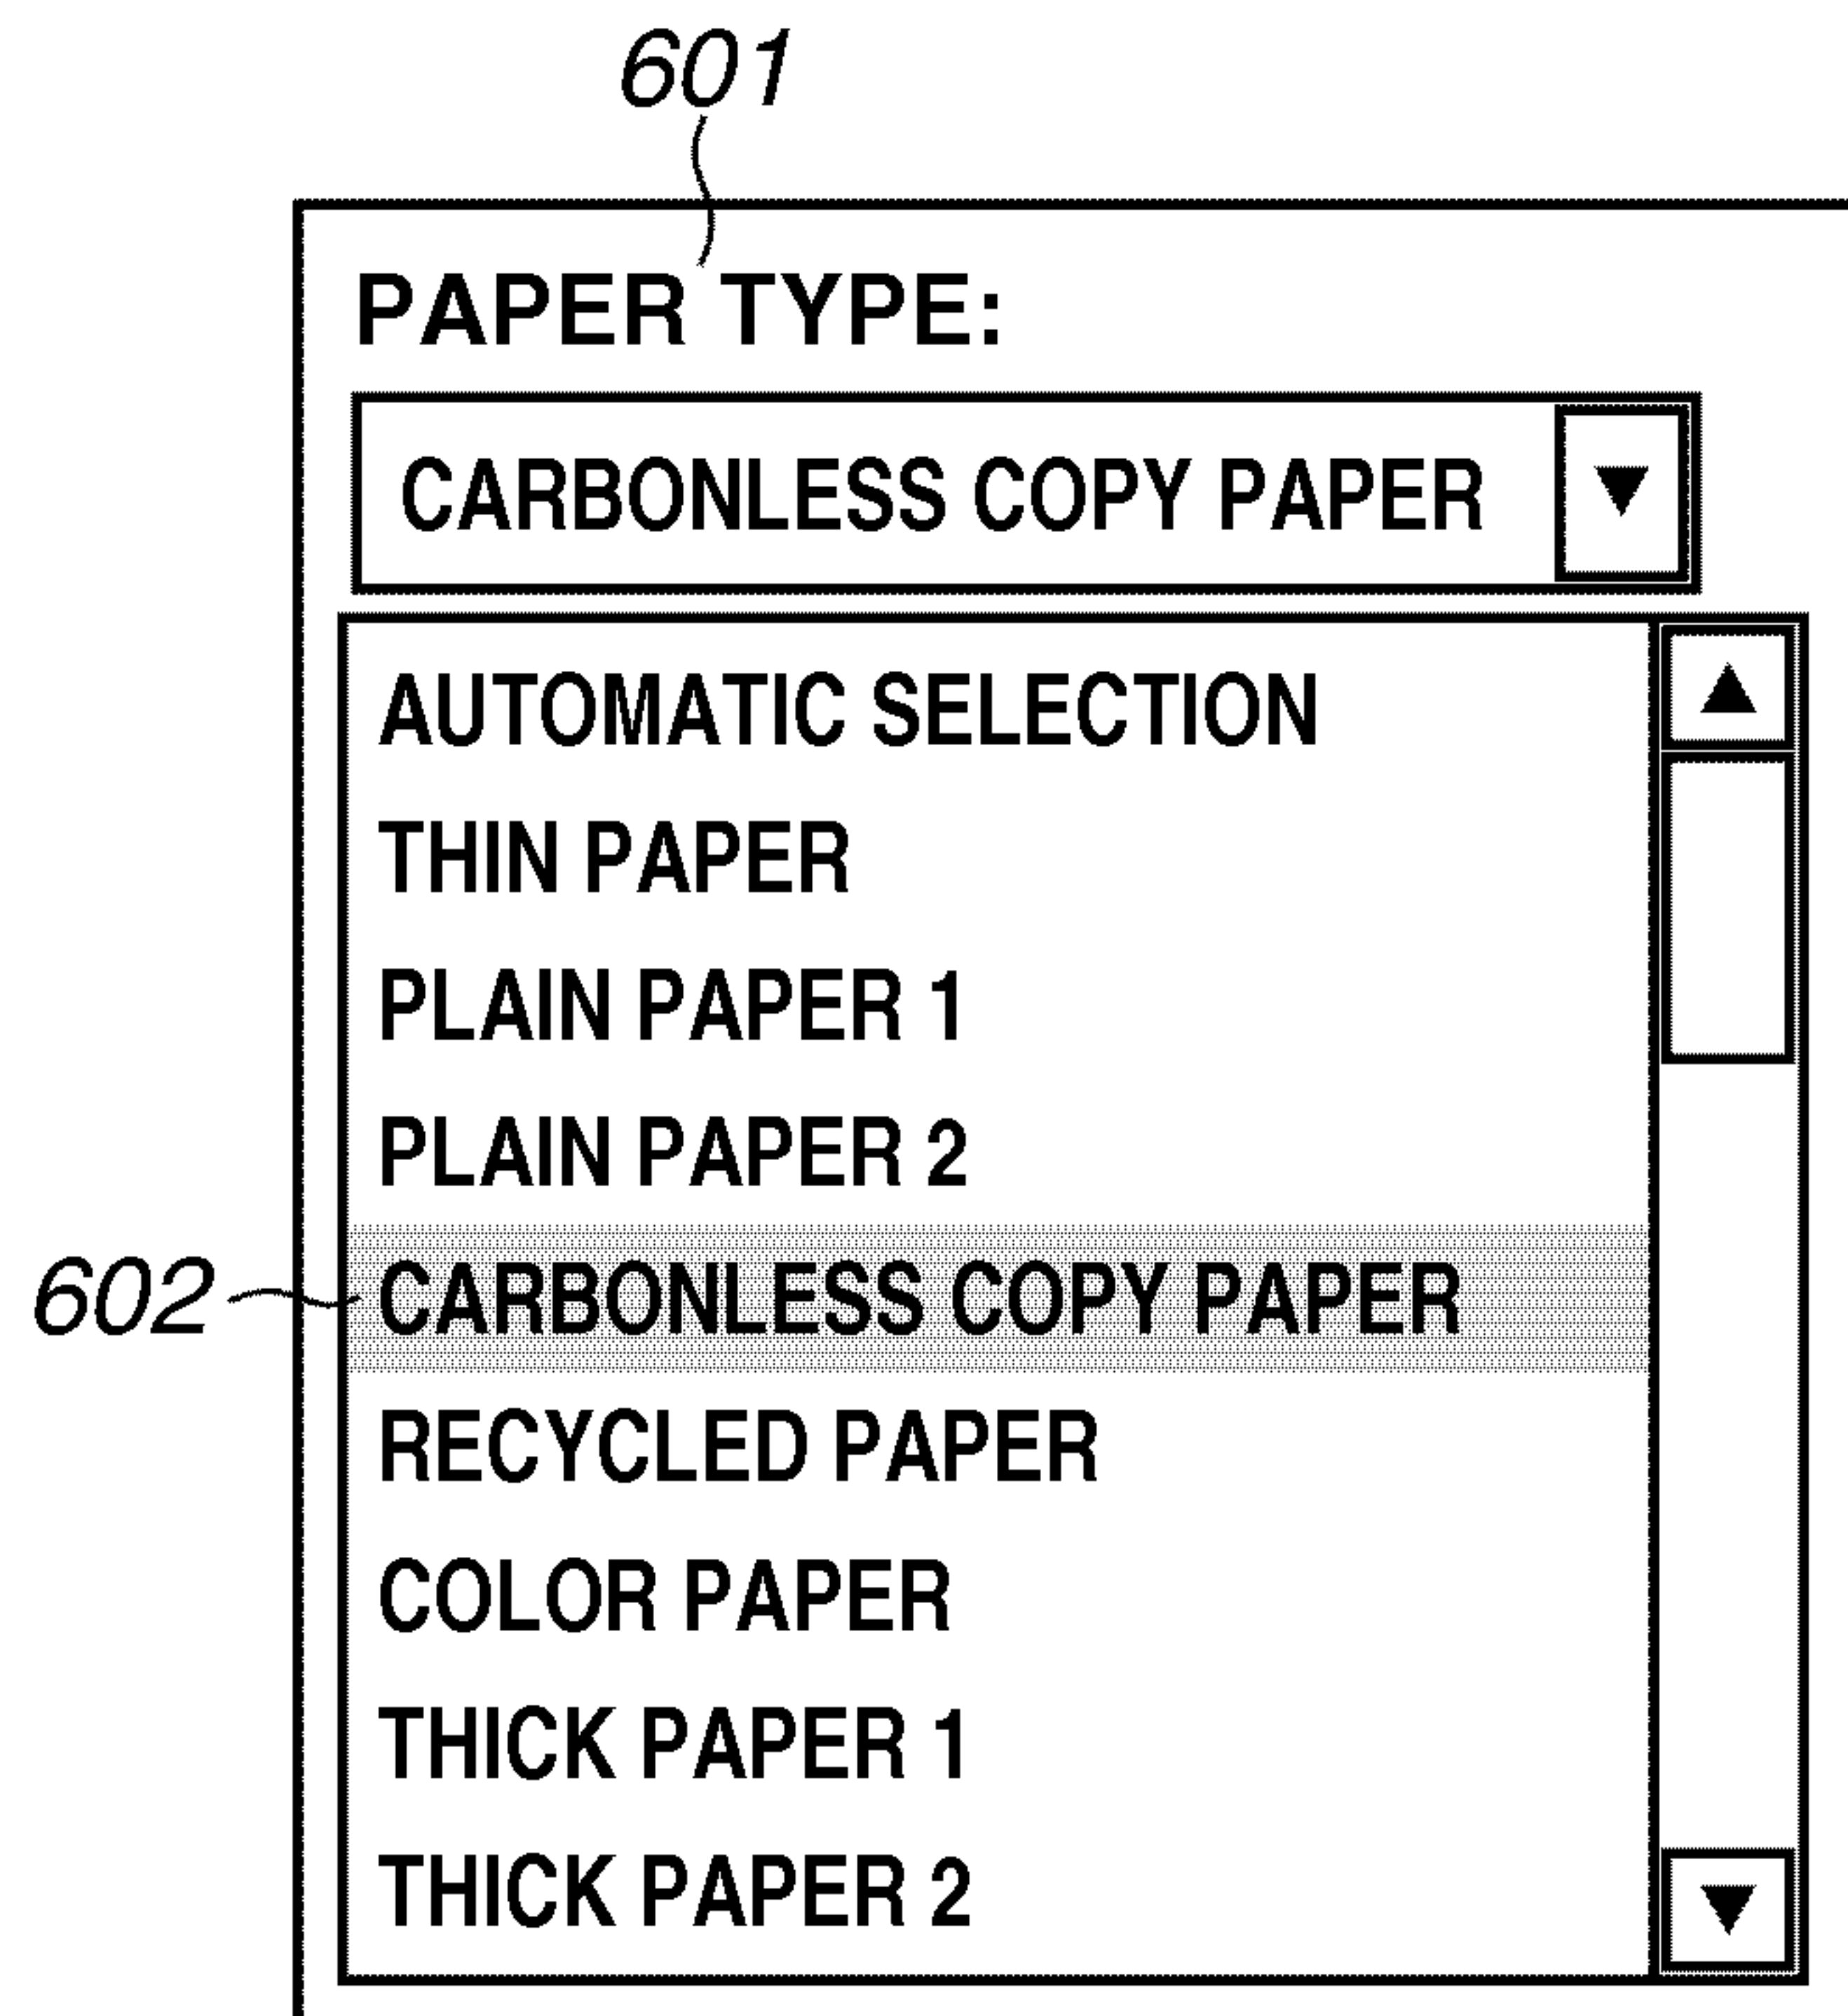 601
PAPER TYPE:
CARBONLESS COPY PAPER
AUTOMATIC SELECTION
THIN PAPER
PLAIN PAPER 1
PLAIN PAPER 2
602
CARBONLESS COPY PAPER
RECYCLED PAPER
COLOR PAPER
THICK PAPER 1
THICK PAPER 2